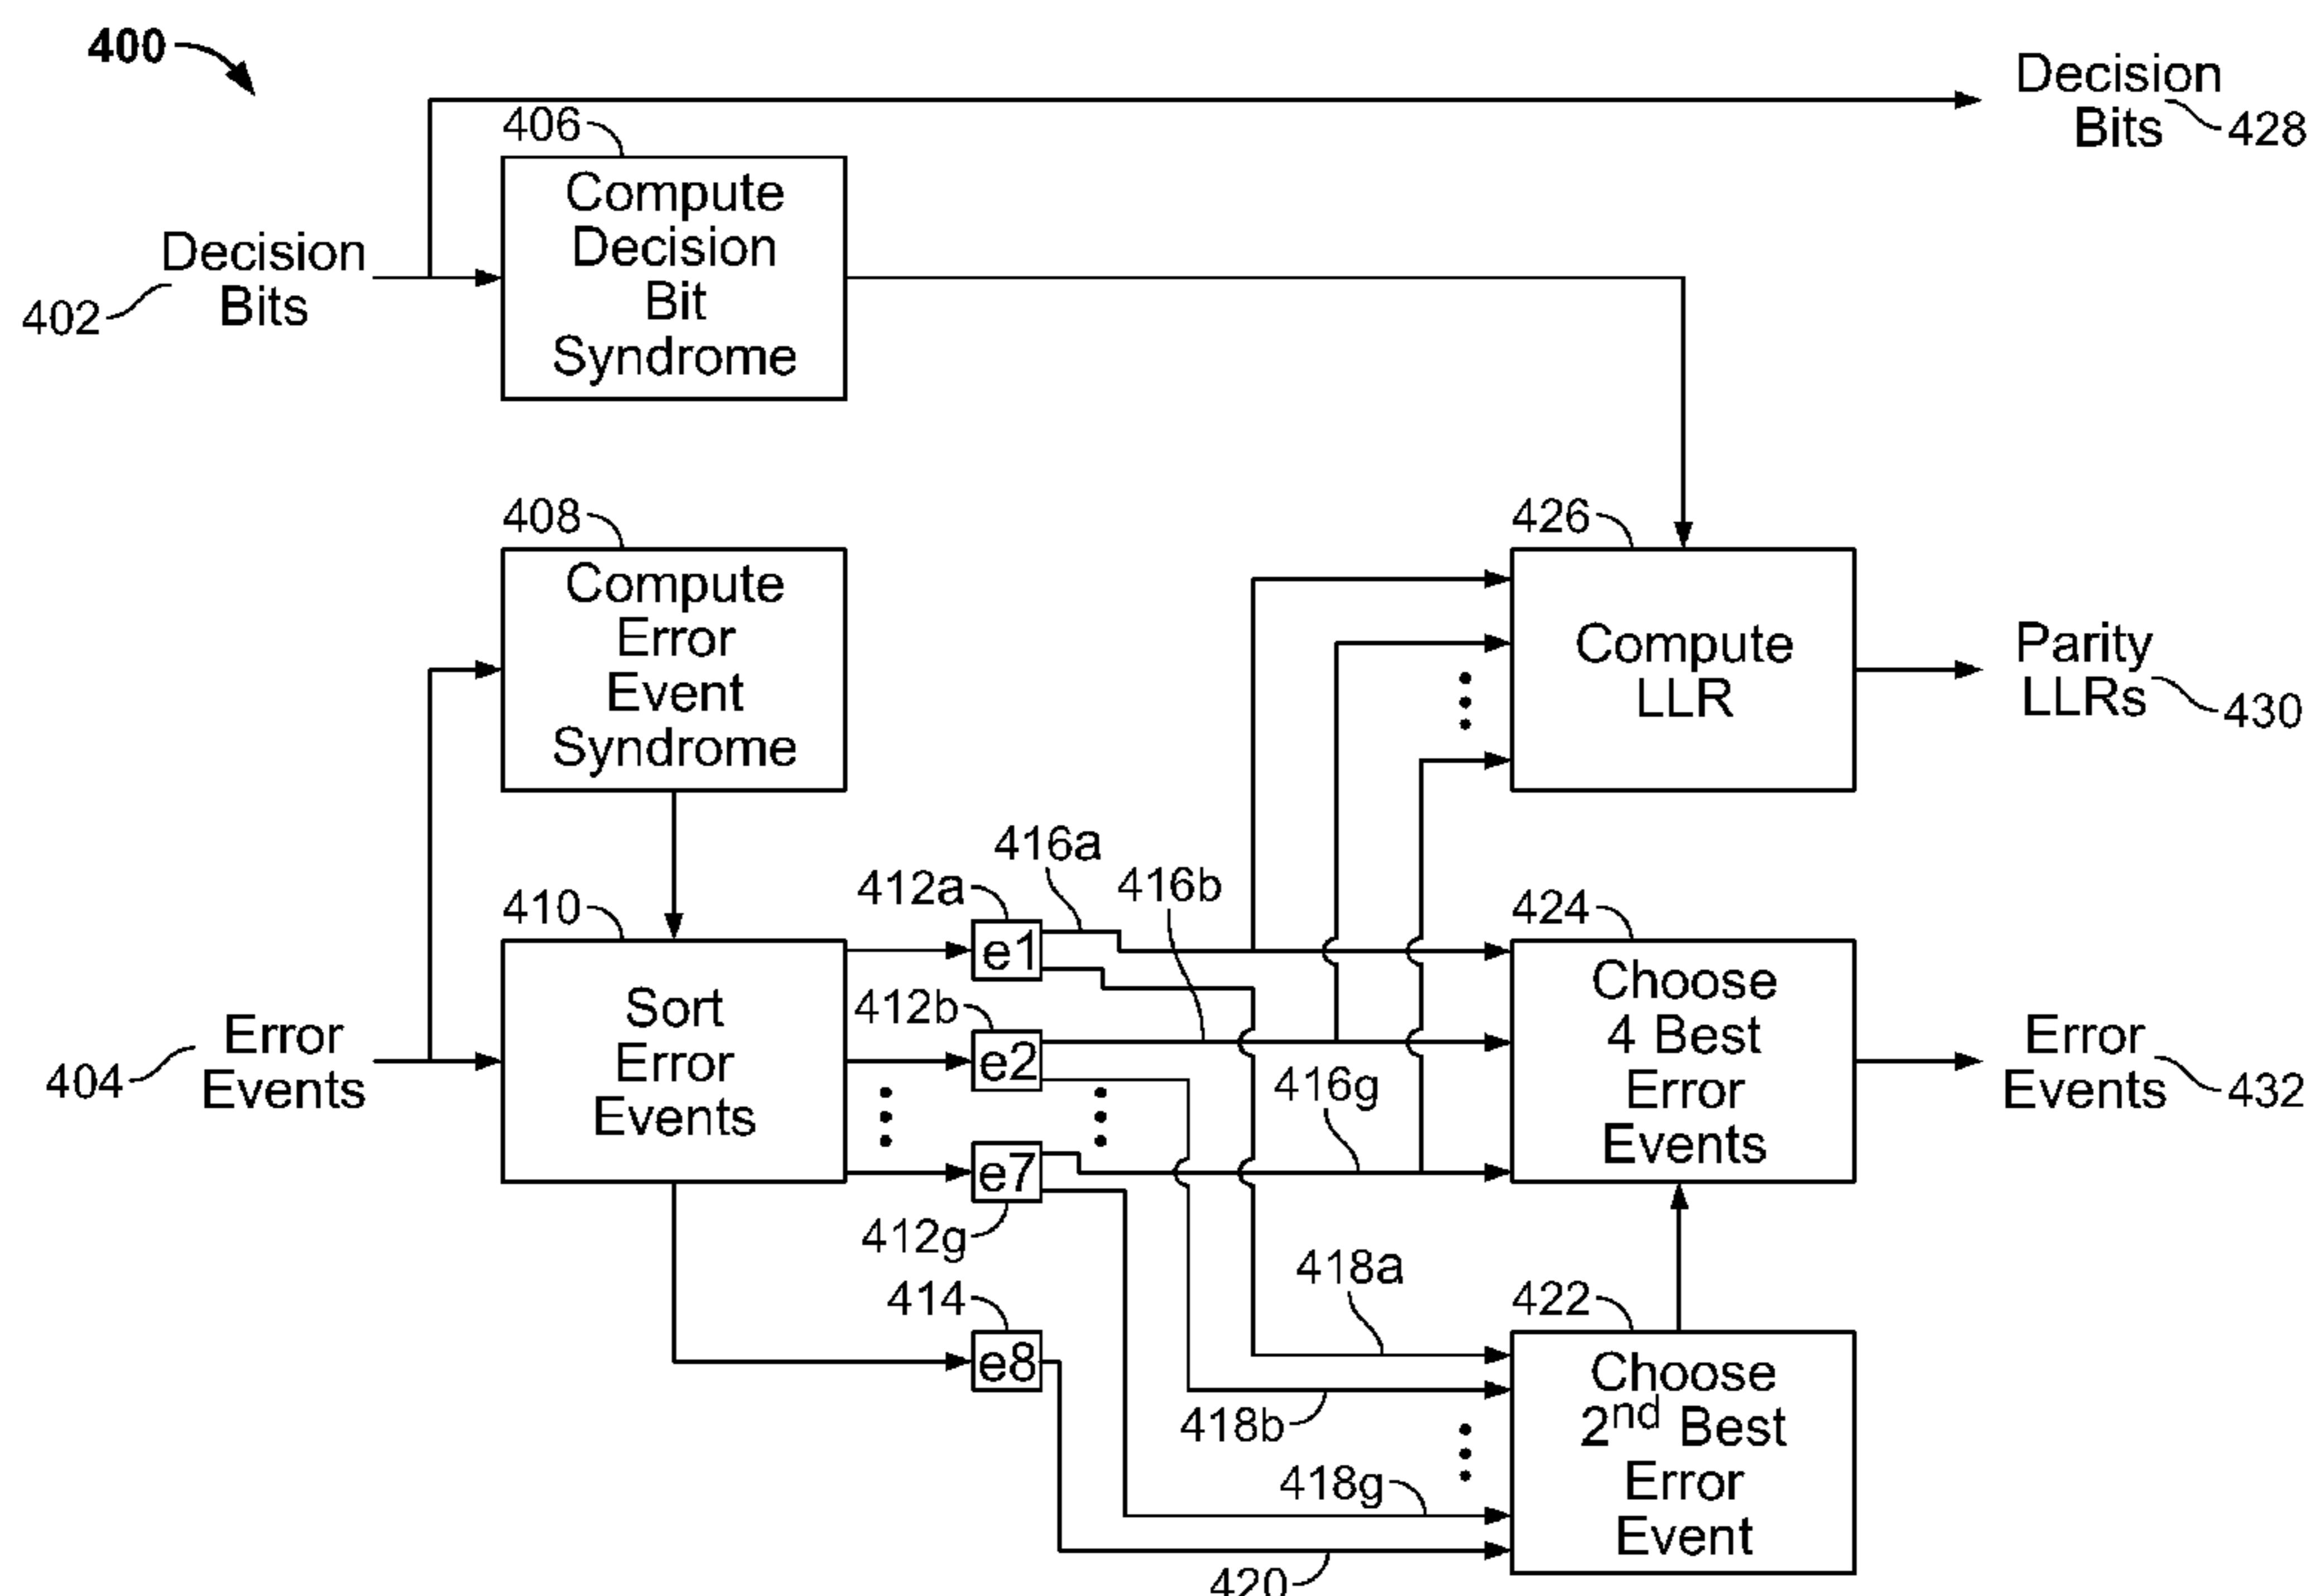 400
Decision
Bits
428
406
Compute
Decision
Bit
Syndrome
Decision
Bits
402
408
Compute
Error
Event
Syndrome
426
Compute
LLR
Parity
LLRs
430
416a
416b
412a
410
Sort
Error
Events
e1
412b
e2
416g
e7
412g
424
Choose
4 Best
Error
Events
Error
Events
404
Error
Events
432
414
e8
418a
418b
418g
420
422
Choose
2nd Best
Error
Event